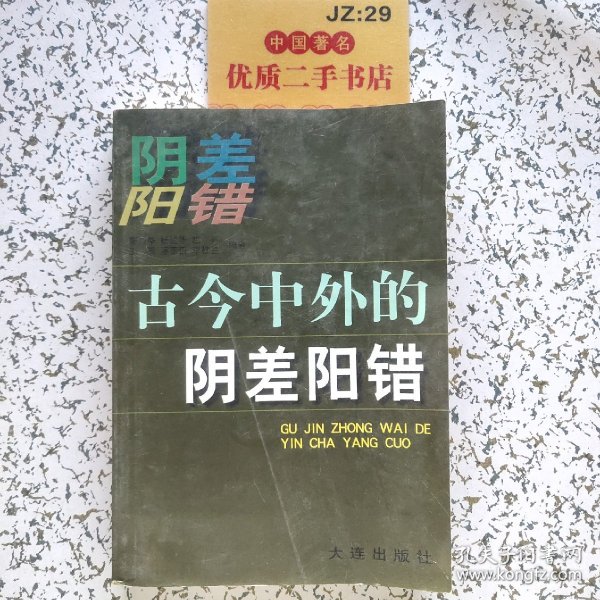 JZ:29
中国著名
优质二手书店
阴差
阳错
古今中外的
阴差阳错
GU JIN ZHONG WAI DE
YIN CHA YANG CUO
大连出版社
孔夫子旧书网
www.kongfz.com